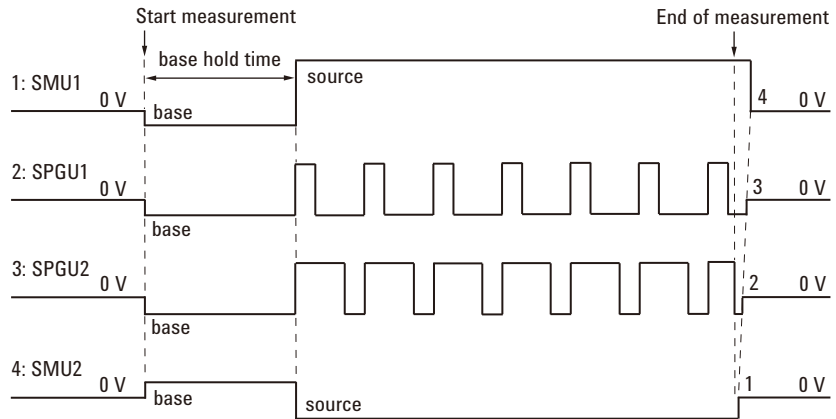 Start measurement
End of measurement
base hold time
source
1: SMU1
0 V
base
4
0 V
2: SPGU1
0 V
base
3
0 V
3: SPGU2
0 V
base
2
0 V
4: SMU2
0 V
base
source
1
0 V